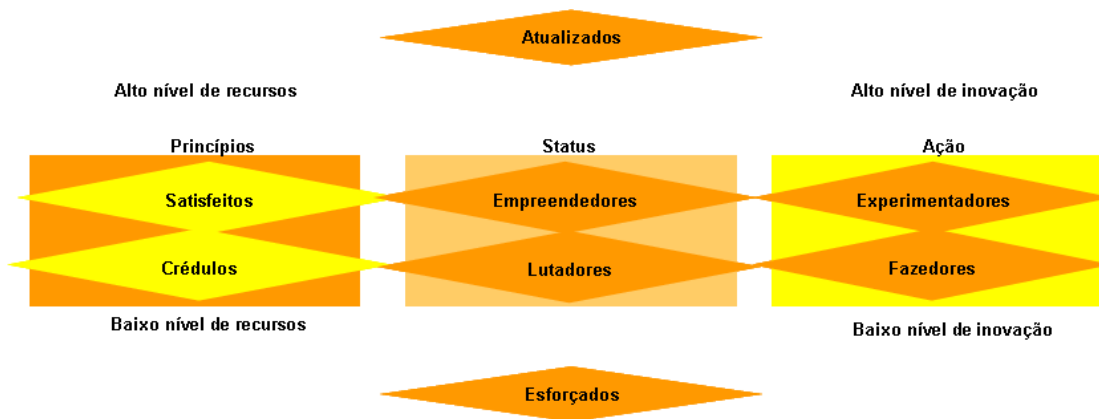 Atualizados
Alto nível de recursos
Alto nível de inovação
Princípios
Status
Ação
Satisfeitos
Empreendedores
Experimentadores
Crédulos
Lutadores
Fazedores
Baixo nível de recursos
Baixo nível de inovação
Esforçados